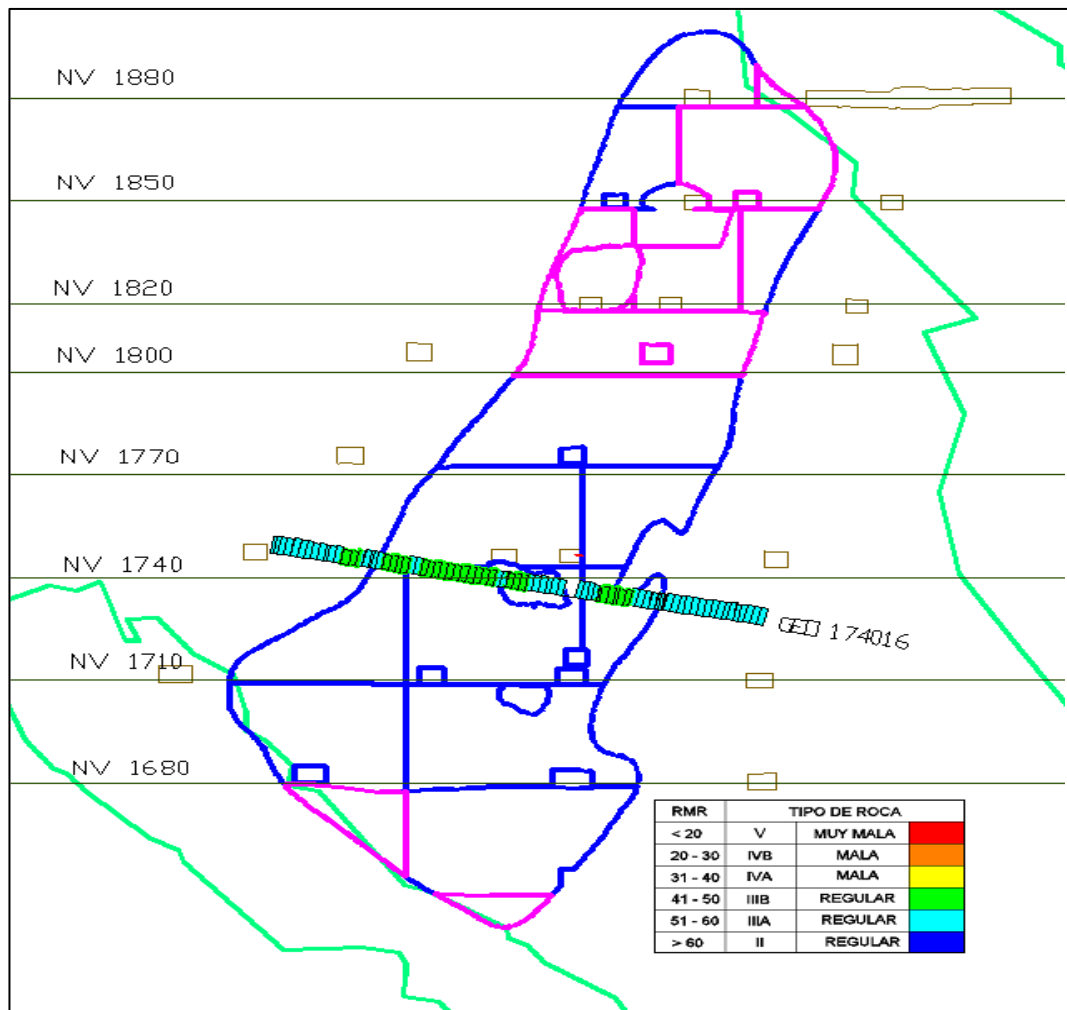 NV 1880
NV 1850
NV 1820
NV 1800
NV 1770
NV 1740
174016
NV 1710
NV 1680
RMR TIPO DE ROCA
< 20 V MUY MALA
20 - 30 IVB MALA
31 - 40 IVA MALA
41 - 50 IIIB REGULAR
51 - 60 IIIA REGULAR
> 60 II REGULAR